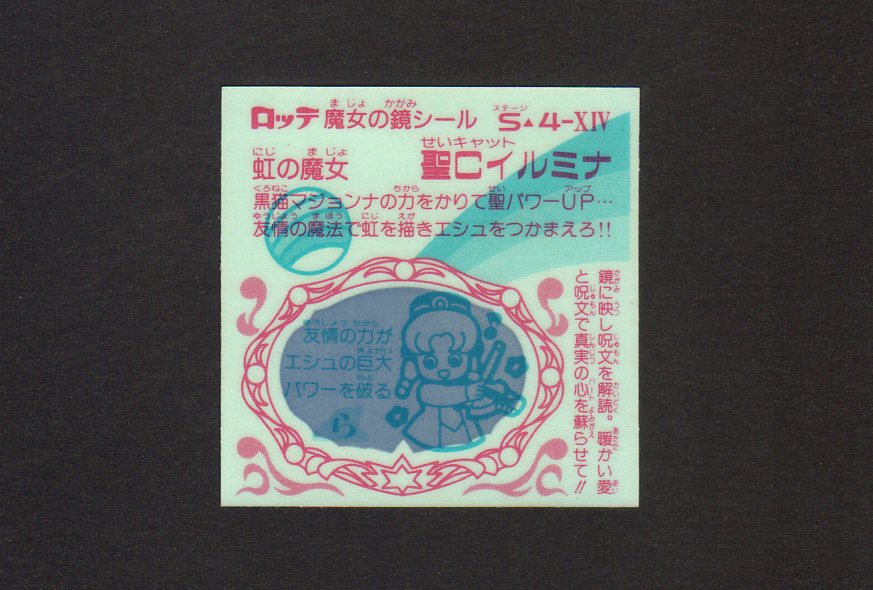 ロッテ 魔女の鏡シール ステージ S▲4-XIV
虹の魔女 聖Cイルミナ
黒猫マジョンナの力をかりて聖パワーUP…
友情の魔法で虹を描きエシュをつかまえろ!!
鏡に映し呪文を解読。暖かい愛
と呪文で真実の心を蘇らせて!!
友情の力が
エシュの巨大
パワーを破る
ら